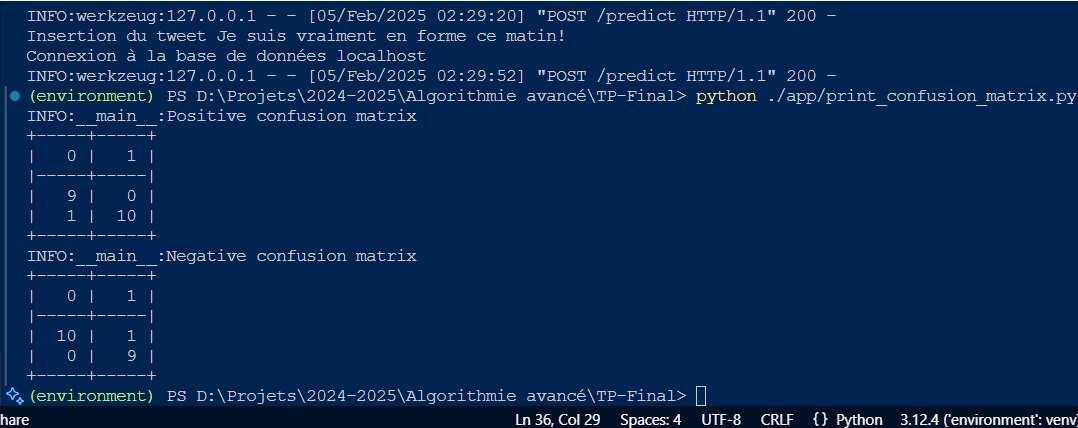 INFO:werkzeug:127.0.0.1 - - [05/Feb/2025 02:29:20] "POST /predict HTTP/1.1" 200 -
Insertion du tweet Je suis vraiment en forme ce matin!
Connexion à la base de données localhost
INFO:werkzeug:127.0.0.1 - - [05/Feb/2025 02:29:52] "POST /predict HTTP/1.1" 200 -
(environment) PS D:\Projets\2024-2025\Algorithmie avancé\TP-Final> python ./app/print_confusion_matrix.py
INFO:__main__:Positive confusion matrix
+-----+-----+
|   0 |   1 |
|-----+-----|
|   9 |   0 |
|   1 |  10 |
+-----+-----+
INFO:__main__:Negative confusion matrix
+-----+-----+
|   0 |   1 |
|-----+-----|
|  10 |   1 |
|   0 |   9 |
+-----+-----+
(environment) PS D:\Projets\2024-2025\Algorithmie avancé\TP-Final>
hare Ln 36, Col 29 Spaces: 4 UTF-8 CRLF {} Python 3.12.4 ('environment': venv)